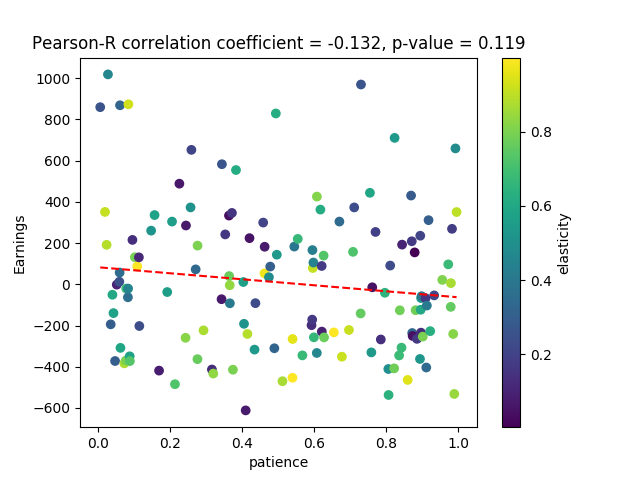 Pearson-R correlation coefficient = -0.132, p-value = 0.119
1000
800
600
400
200
0
−200
−400
−600
Earnings
0.0 0.2 0.4 0.6 0.8 1.0
patience
0.8
0.6
0.4
0.2
elasticity